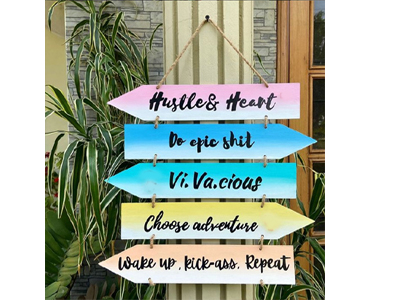 Hustle & Heart
Do epic shit
Vi.Va.cious
Choose adventure
Wake up, kick-ass, Repeat